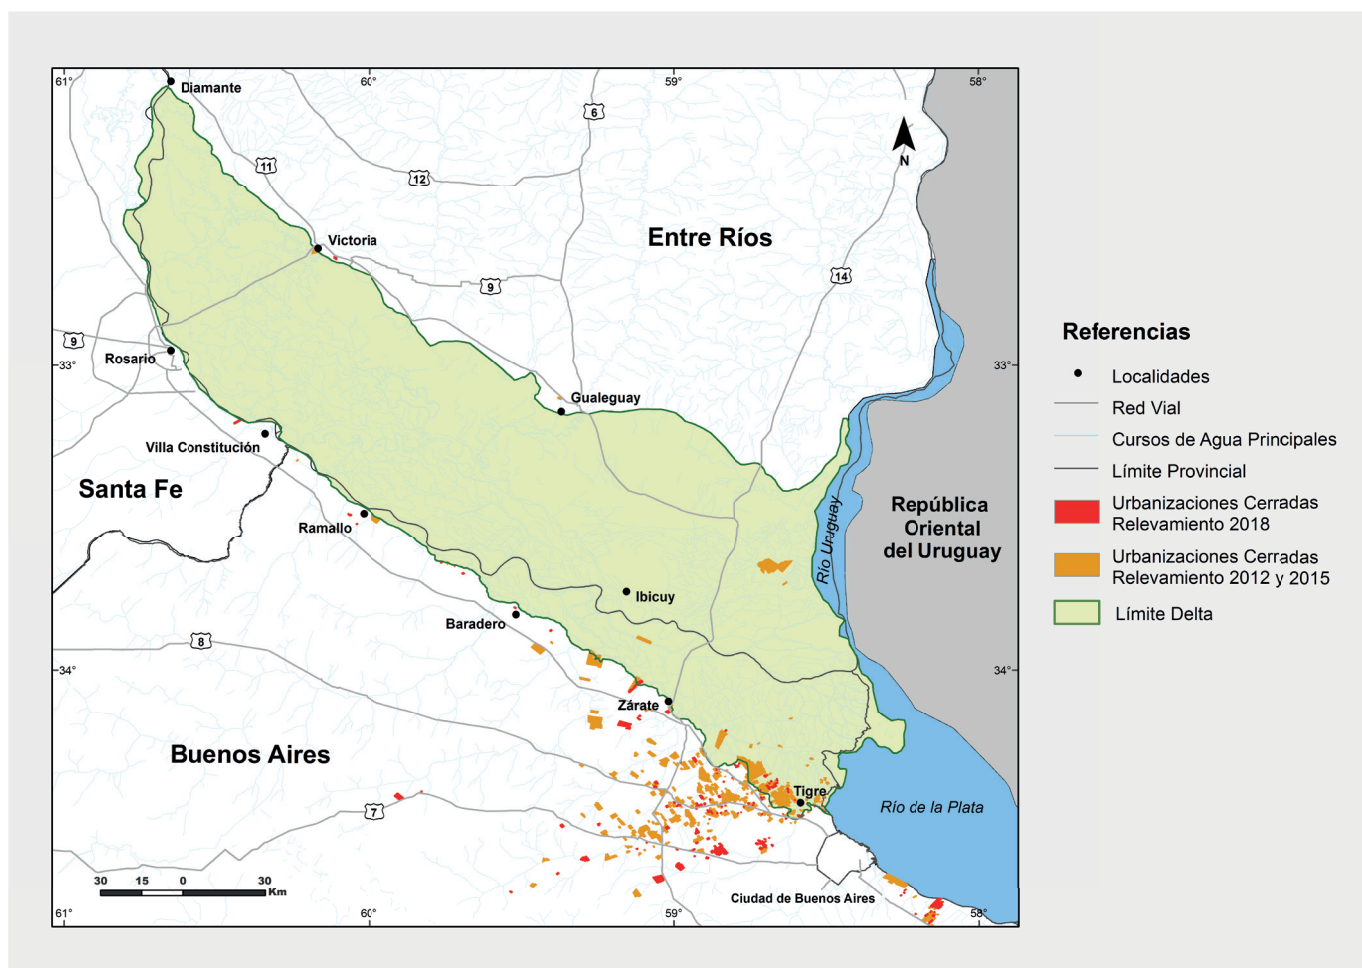 61°
60°
59°
58°
Diamante
6
11
12
N
Entre Ríos
Victoria
14
9
9
Rosario
33°
33°
Gualeguay
Villa Constitución
Santa Fe
Ramallo
República
Oriental
del Uruguay
Río Uruguay
Ibicuy
Baradero
8
34°
34°
Zárate
Buenos Aires
Tigre
Río de la Plata
7
30 15 0 30
Km
Ciudad de Buenos Aires
61°
60°
59°
58°
Referencias
Localidades
Red Vial
Cursos de Agua Principales
Límite Provincial
Urbanizaciones Cerradas
Relevamiento 2018
Urbanizaciones Cerradas
Relevamiento 2012 y 2015
Límite Delta